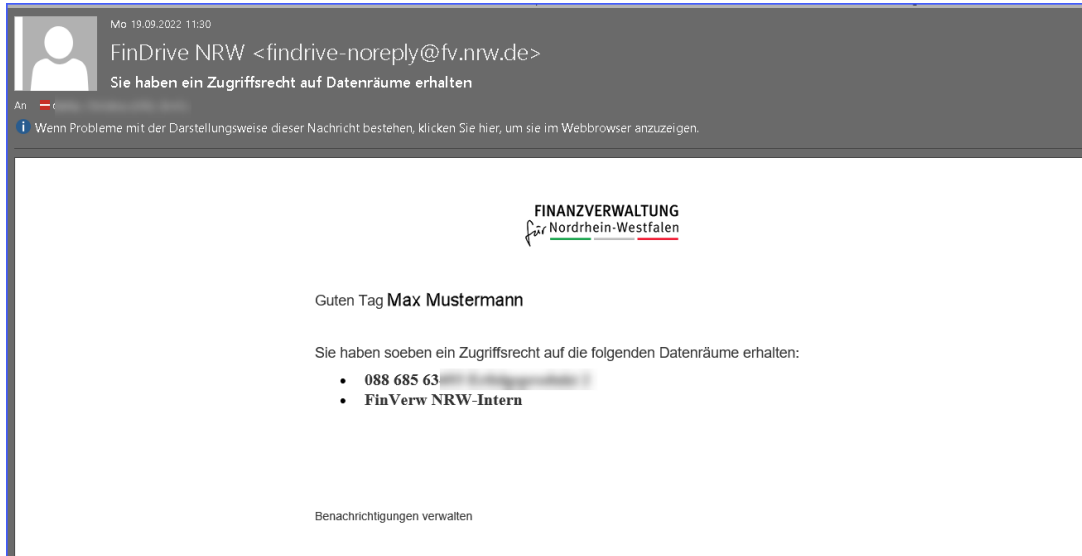 Mo 19.09.2022 11:30
FinDrive NRW <findrive-noreply@fv.nrw.de>
Sie haben ein Zugriffsrecht auf Datenräume erhalten
An
Wenn Probleme mit der Darstellungsweise dieser Nachricht bestehen, klicken Sie hier, um sie im Webbrowser anzuzeigen.
FINANZVERWALTUNG
für Nordrhein-Westfalen
Guten Tag Max Mustermann
Sie haben soeben ein Zugriffsrecht auf die folgenden Datenräume erhalten:
• 088 685 63
• FinVerw NRW-Intern
Benachrichtigungen verwalten